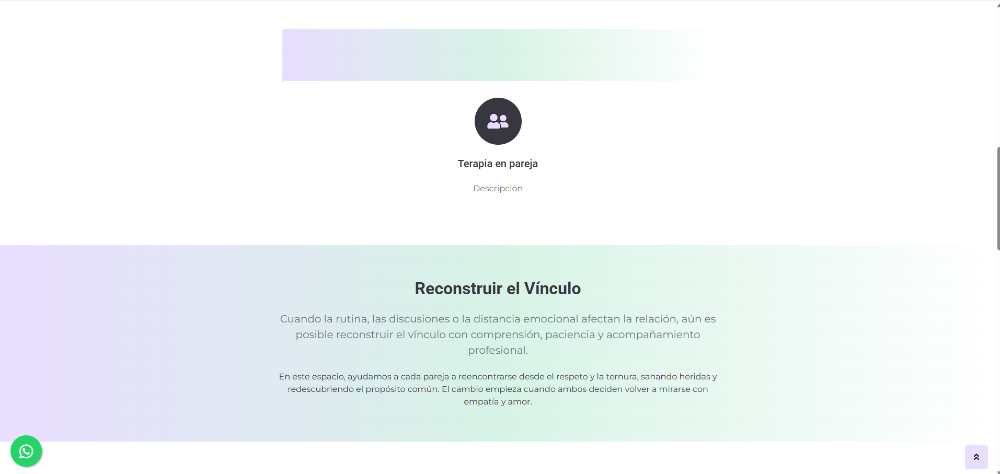 Terapia en pareja
Descripción
Reconstruir el Vínculo
Cuando la rutina, las discusiones o la distancia emocional afectan la relación, aún es
posible reconstruir el vínculo con comprensión, paciencia y acompañamiento
profesional.
En este espacio, ayudamos a cada pareja a reencontrarse desde el respeto y la ternura, sanando heridas y
redescubriendo el propósito común. El cambio empieza cuando ambos deciden volver a mirarse con
empatía y amor.